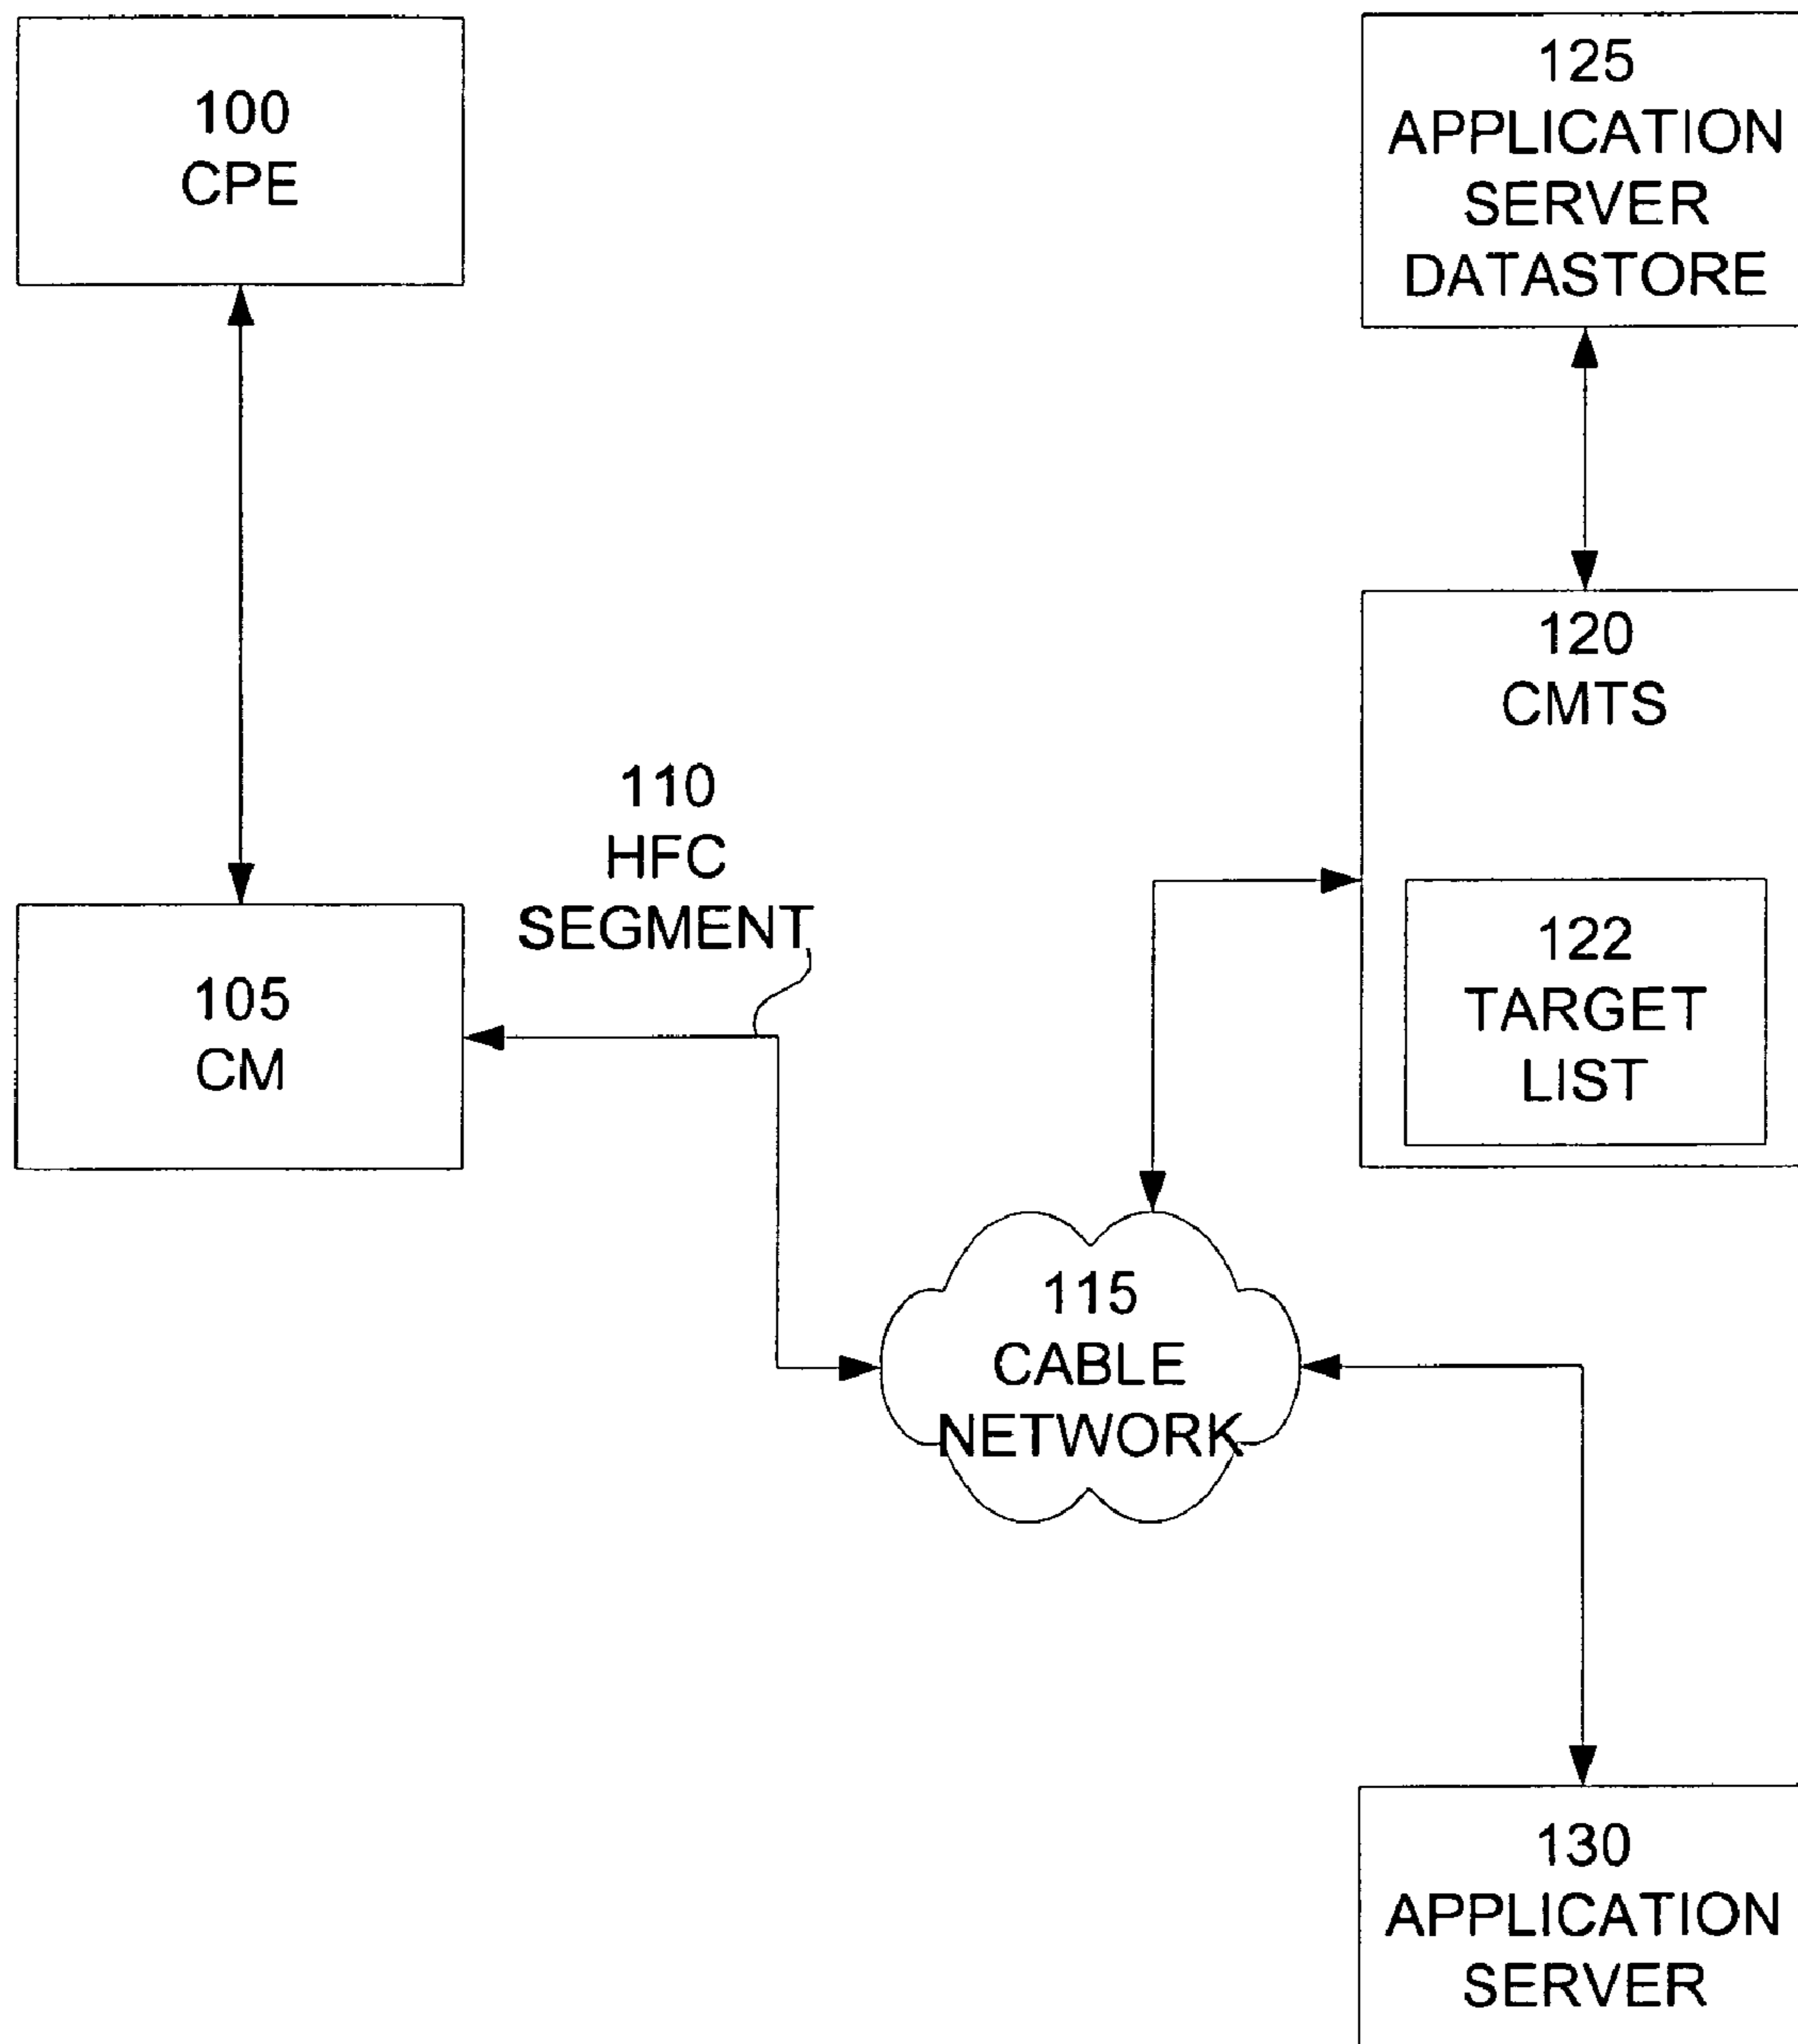 100
CPE
125
APPLICATION
SERVER
DATASTORE
120
CMTS
110
HFC
SEGMENT
122
TARGET
LIST
105
CM
115
CABLE
NETWORK
130
APPLICATION
SERVER